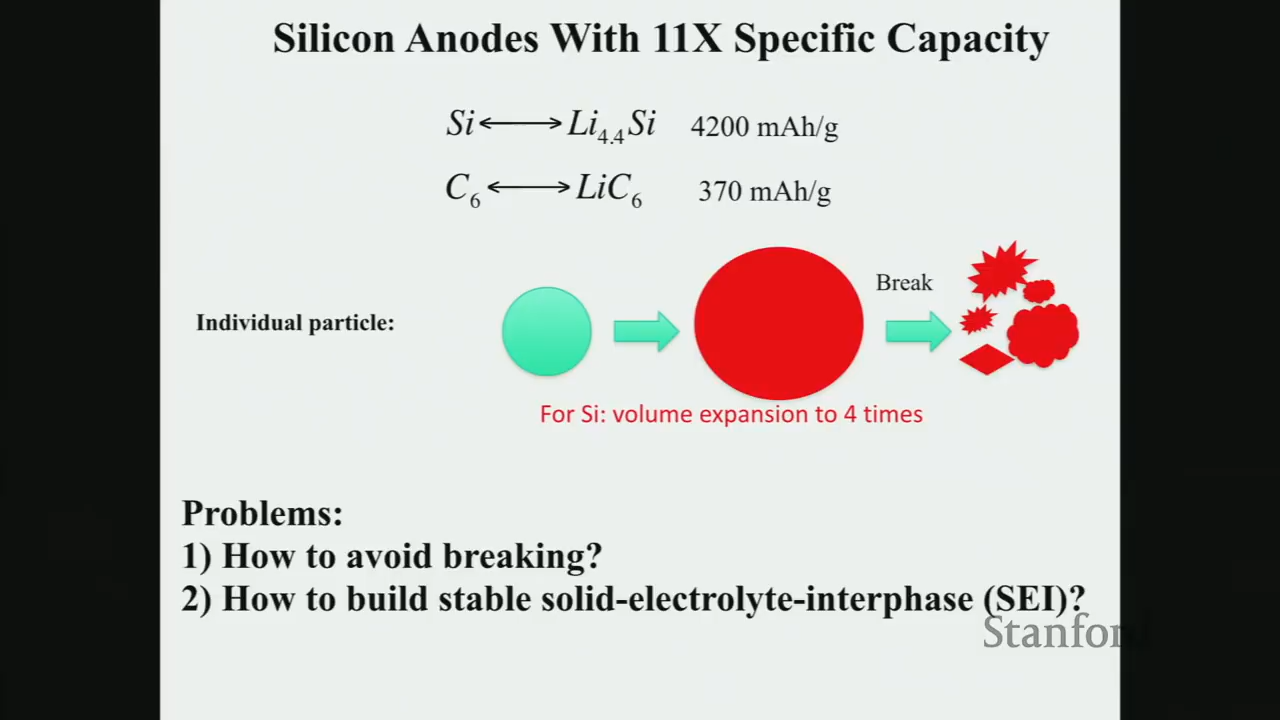 Silicon Anodes With 11X Specific Capacity
Si ⟷ Li₄.₄Si 4200 mAh/g
C₆ ⟷ LiC₆ 370 mAh/g
Break
Individual particle:
For Si: volume expansion to 4 times
Problems:
1) How to avoid breaking?
2) How to build stable solid-electrolyte-interphase (SEI)?
Stanford